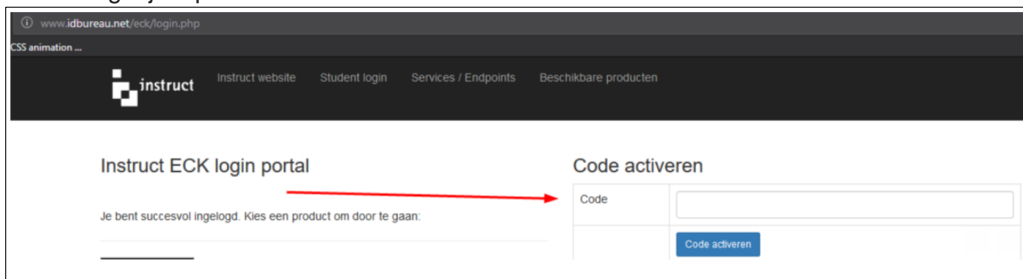 www.idbureau.net/eck/login.php
CSS animation ...
instruct
Instruct website Student login Services / Endpoints Beschikbare producten
Instruct ECK login portal
Je bent succesvol ingelogd. Kies een product om door te gaan:
Code activeren
Code
Code activeren